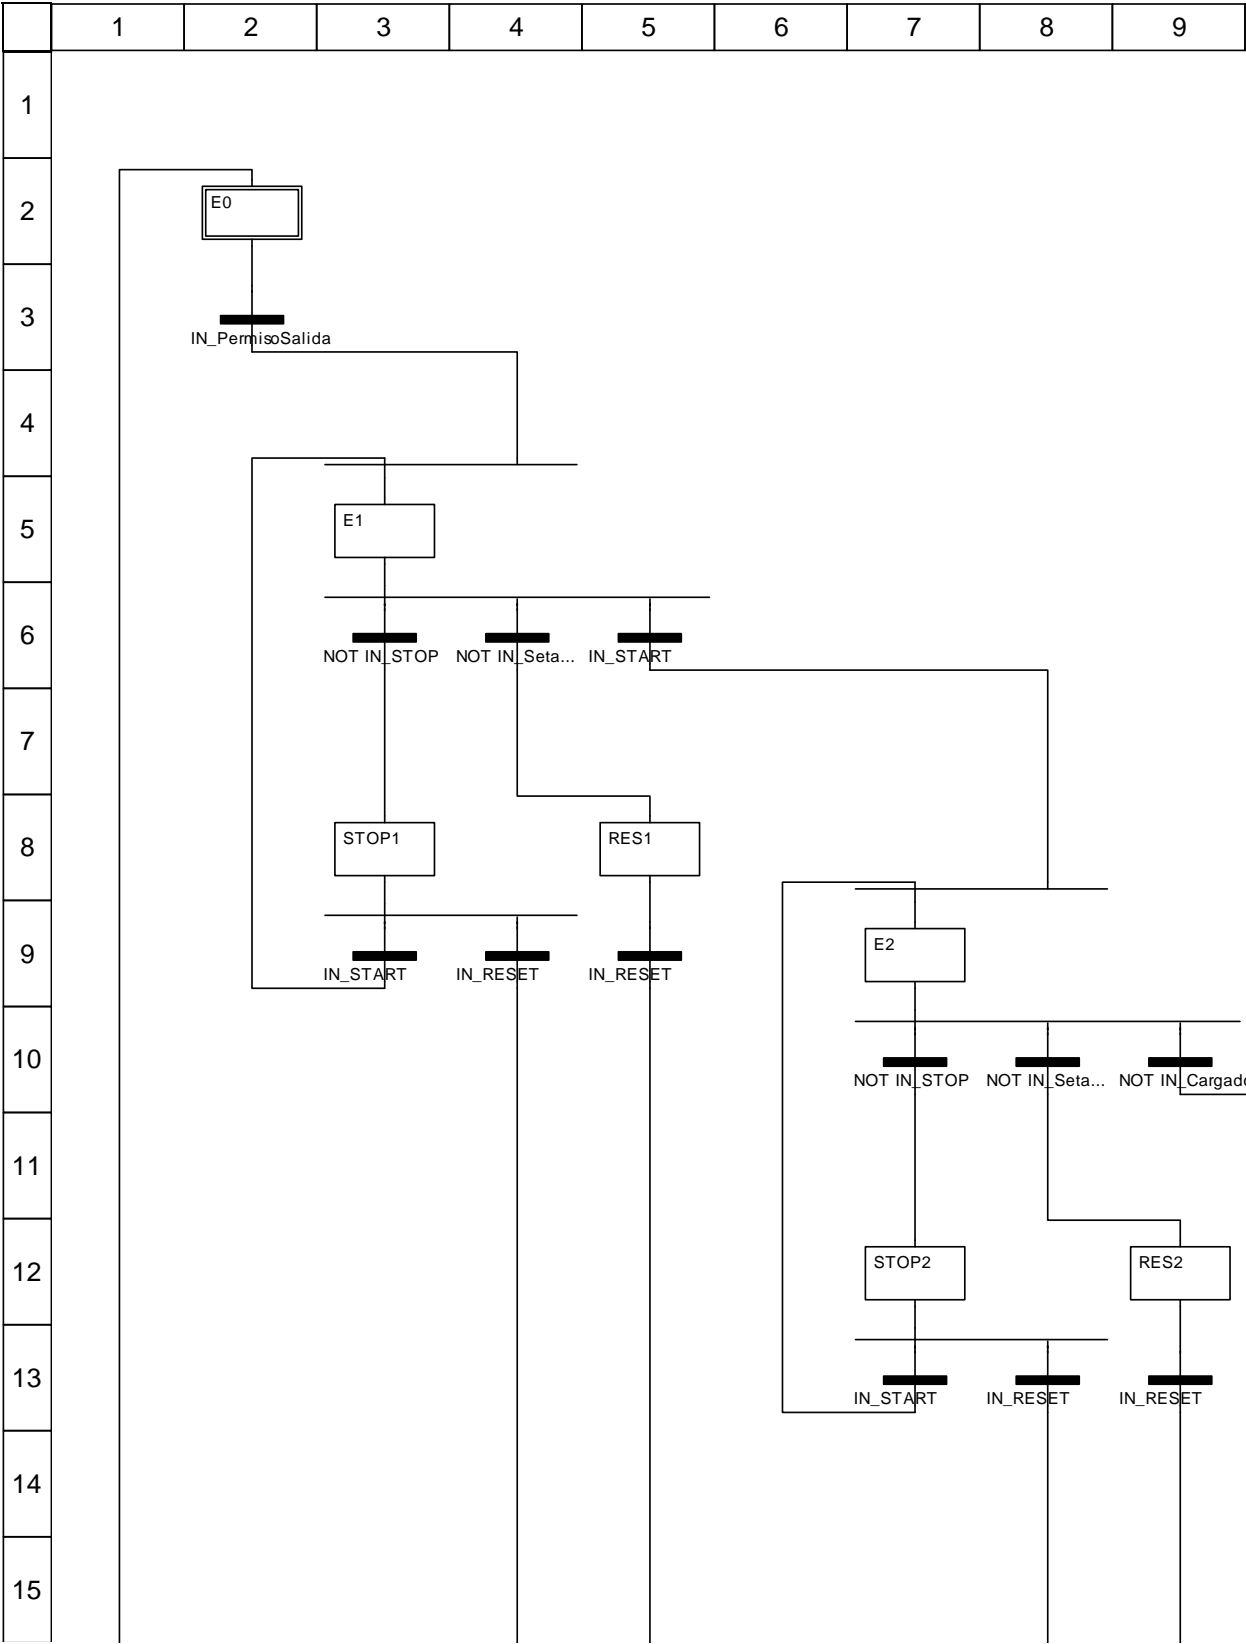 1 2 3 4 5 6 7 8 9
1
2
E0
3
IN_PermisoSalida
4
5
E1
6
NOT IN_STOP NOT IN_Seta... IN_START
7
8
STOP1 RES1
9
E2
IN_START IN_RESET IN_RESET
10
NOT IN_STOP NOT IN_Seta... NOT IN_Cargado
11
12
STOP2 RES2
13
IN_START IN_RESET IN_RESET
14
15